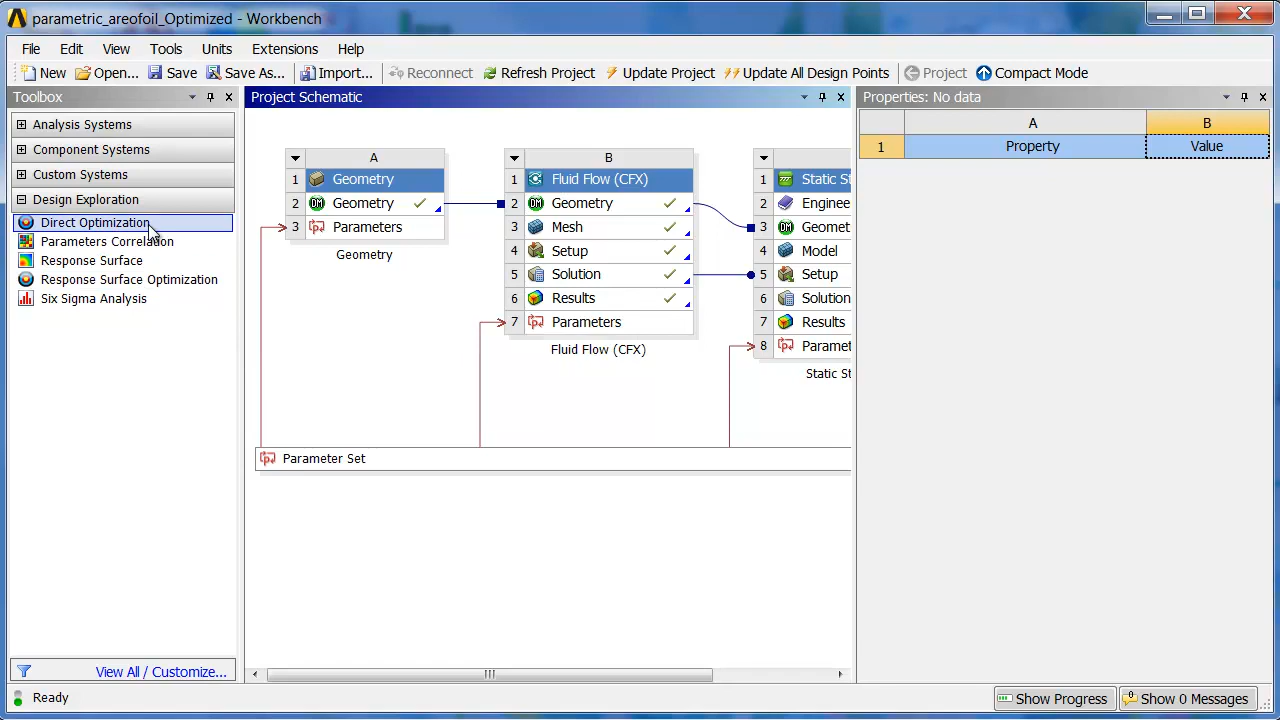 parametric_areofoil_Optimized - Workbench
File Edit View Tools Units Extensions Help
New Open... Save Save As... Import... Reconnect Refresh Project Update Project Update All Design Points Project Compact Mode
Toolbox
Analysis Systems
Component Systems
Custom Systems
Design Exploration
Direct Optimization
Parameters Correlation
Response Surface
Response Surface Optimization
Six Sigma Analysis
View All / Customize...
Project Schematic
A
1 Geometry
2 Geometry
3 Parameters
Geometry
B
1 Fluid Flow (CFX)
2 Geometry
3 Mesh
4 Setup
5 Solution
6 Results
7 Parameters
Fluid Flow (CFX)
1 Static St
2 Enginee
3 Geomet
4 Model
5 Setup
6 Solution
7 Results
8 Paramet
Static St
Parameter Set
Properties: No data
A B
1 Property Value
Ready
Show Progress Show 0 Messages